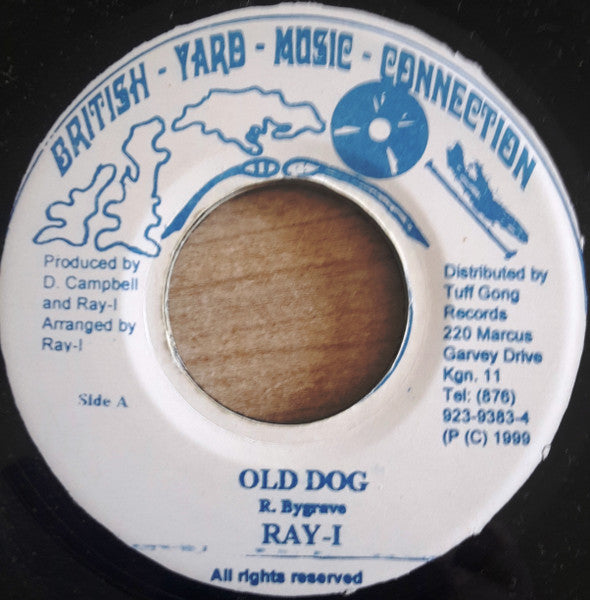 BRITISH - YARD - MUSIC - CONNECTION
Produced by
D. Campbell
and Ray-I
Arranged by
Ray-I
Side A
Distributed by
Tuff Gong
Records
220 Marcus
Garvey Drive
Kgn. 11
Tel: (876)
923-9383-4
(P (C) 1999
OLD DOG
R. Bygrave
RAY-I
All rights reserved